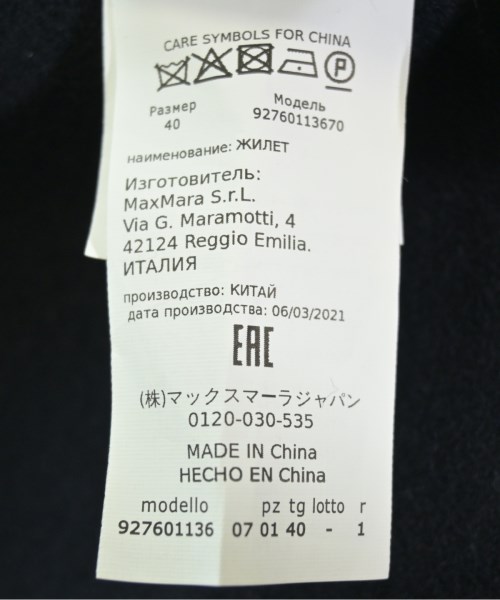 CARE SYMBOLS FOR CHINA
P
Размер Модель
40 92760113670
наименование: ЖИЛЕТ
Изготовитель:
MaxMara S.r.L.
Via G. Maramotti, 4
42124 Reggio Emilia.
ИТАЛИЯ
производство: КИТАЙ
дата производства: 06/03/2021
EAC
(株)マックスマーラジャパン
0120-030-535
MADE IN China
HECHO EN China
modello pz tg lotto r
927601136 07 01 40 - 1